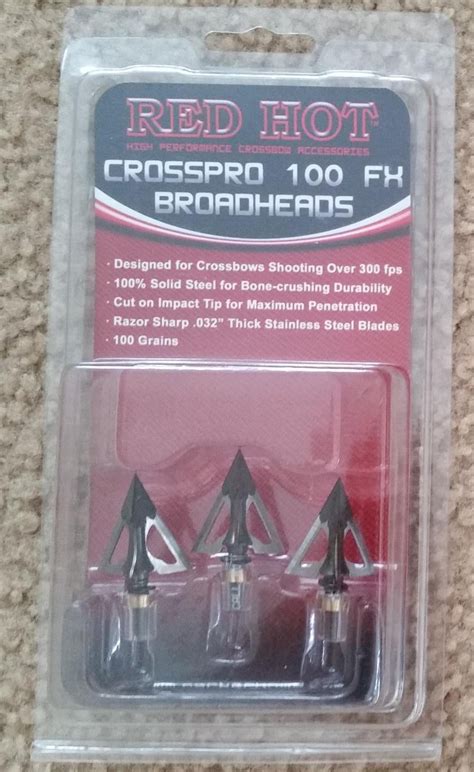 RED HOT™
HIGH PERFORMANCE CROSSBOW ACCESSORIES
CROSSPRO 100 FX
BROADHEADS
· Designed for Crossbows Shooting Over 300 fps
· 100% Solid Steel for Bone-crushing Durability
· Cut on Impact Tip for Maximum Penetration
· Razor Sharp .032” Thick Stainless Steel Blades
· 100 Grains